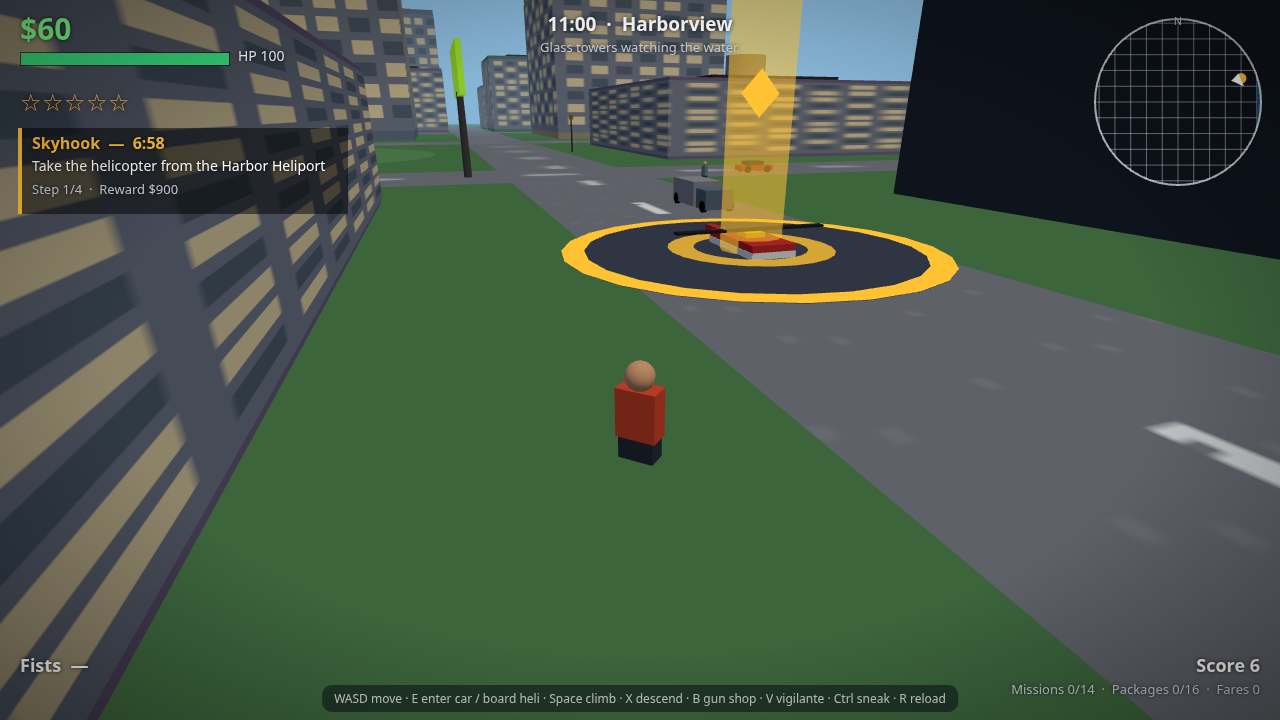 $60
HP 100
☆☆☆☆☆
Skyhook — 6:58
Take the helicopter from the Harbor Heliport
Step 1/4 · Reward $900
11:00 · Harborview
Glass towers watching the water
N
Fists —
WASD move · E enter car / board heli · Space climb · X descend · B gun shop · V vigilante · Ctrl sneak · R reload
Score 6
Missions 0/14 · Packages 0/16 · Fares 0